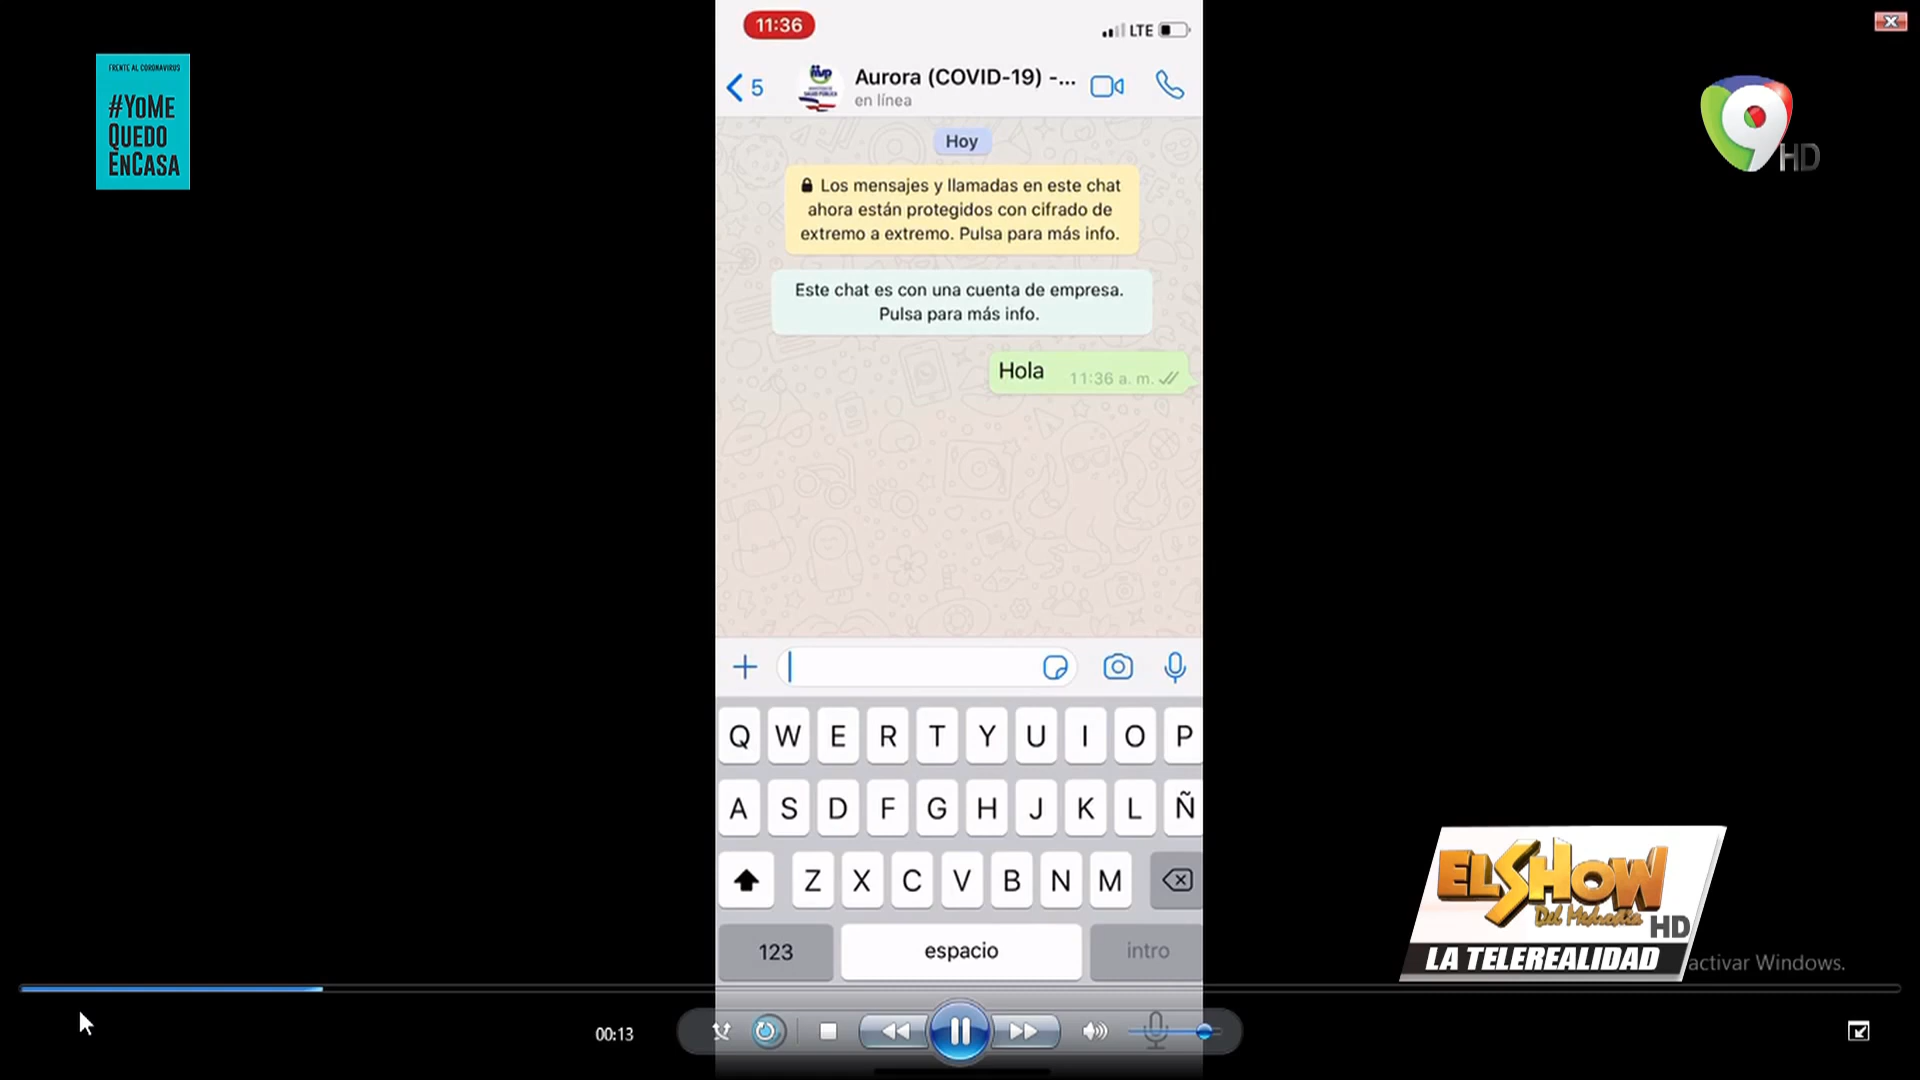 11:36
LTE
FRENTE AL CORONAVIRUS
#YOME
QUEDO
ENCASA
5
Aurora (COVID-19) -...
en línea
9
HD
Hoy
Los mensajes y llamadas en este chat
ahora están protegidos con cifrado de
extremo a extremo. Pulsa para más info.
Este chat es con una cuenta de empresa.
Pulsa para más info.
Hola 11:36 a. m.
Q W E R T Y U I O P
A S D F G H J K L Ñ
Z X C V B N M
123 espacio intro
EL SHOW
Del Mediodía
HD
LA TELEREALIDAD
activar Windows.
00:13